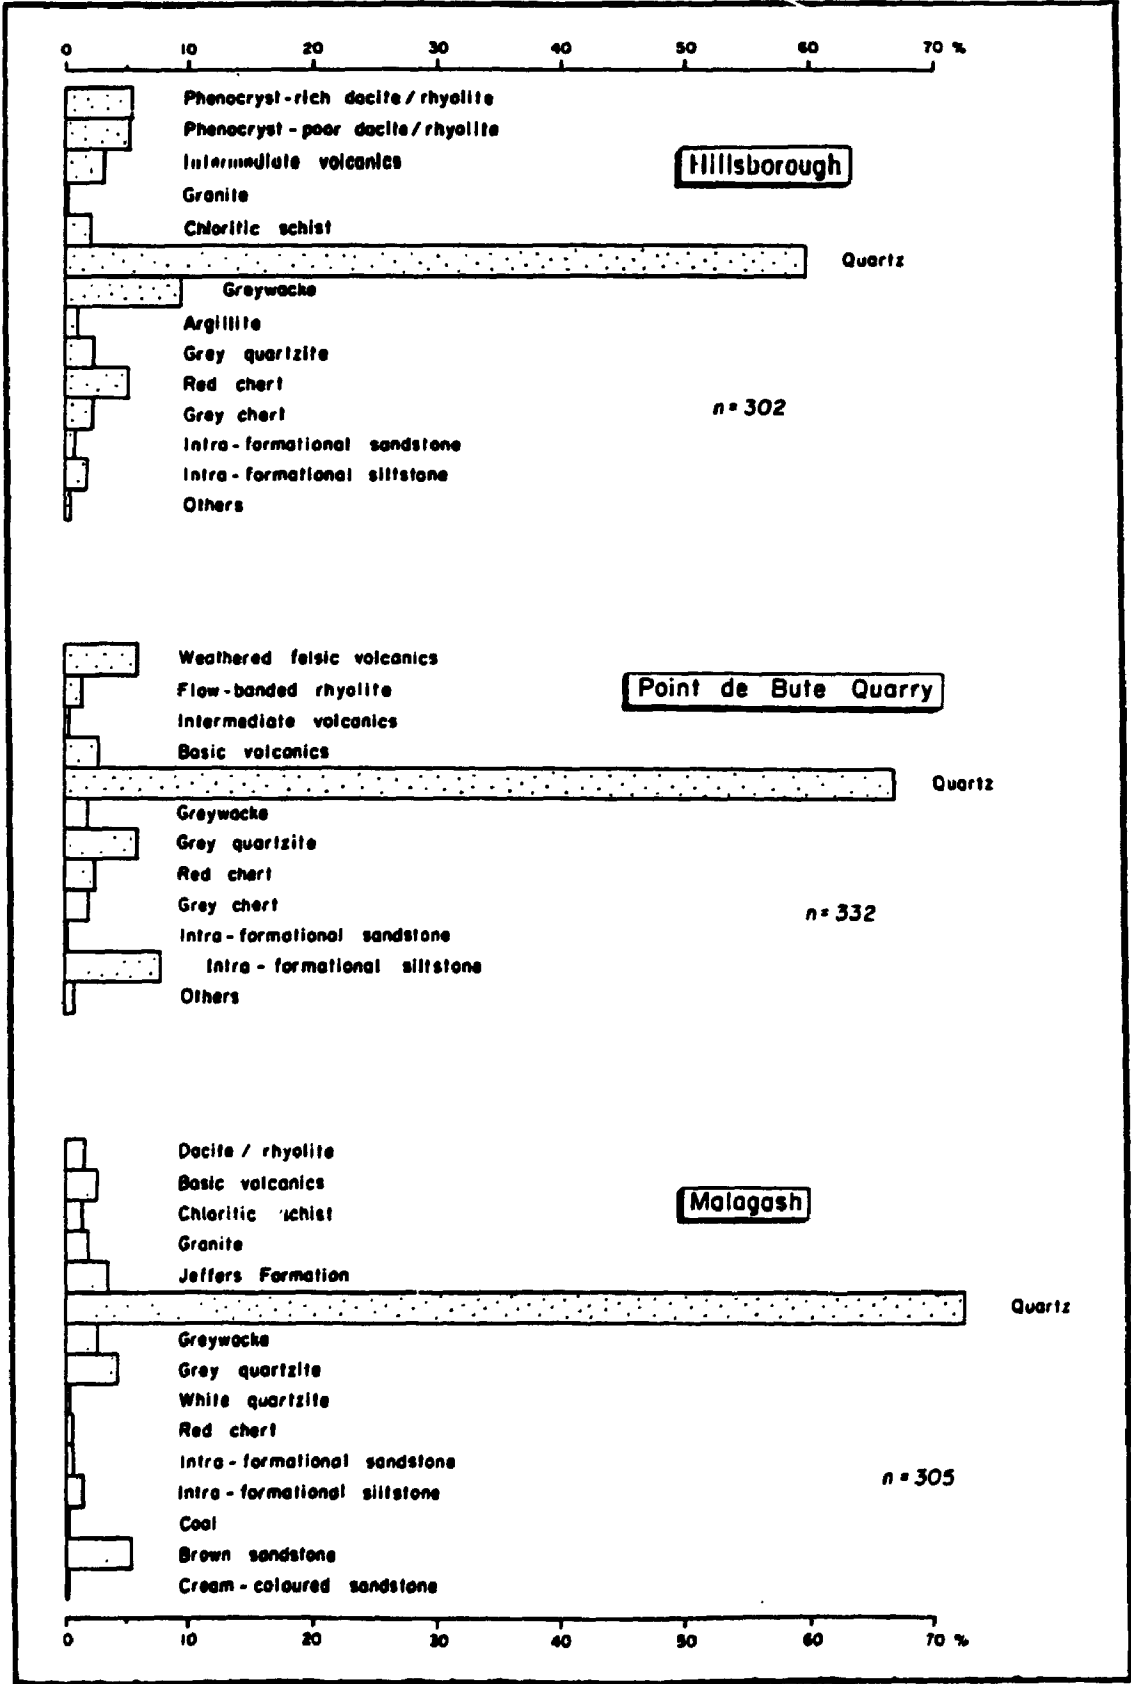 0 10 20 30 40 50 60 70 %
Phenocryst-rich dacite / rhyolite
Phenocryst-poor dacite / rhyolite
Intermediate volcanics
Hillsborough
Granite
Chloritic schist
Quartz
Greywacke
Argillite
Grey quartzite
Red chert
Grey chert
n = 302
Intra-formational sandstone
Intra-formational siltstone
Others
Weathered felsic volcanics
Flow-banded rhyolite
Point de Bute Quarry
Intermediate volcanics
Basic volcanics
Quartz
Greywacke
Grey quartzite
Red chert
Grey chert
n = 332
Intra-formational sandstone
Intra-formational siltstone
Others
Dacite / rhyolite
Basic volcanics
Malagash
Chloritic schist
Granite
Jeffers Formation
Quartz
Greywacke
Grey quartzite
White quartzite
Red chert
Intra-formational sandstone
n = 305
Intra-formational siltstone
Coal
Brown sandstone
Cream-coloured sandstone
0 10 20 30 40 50 60 70 %